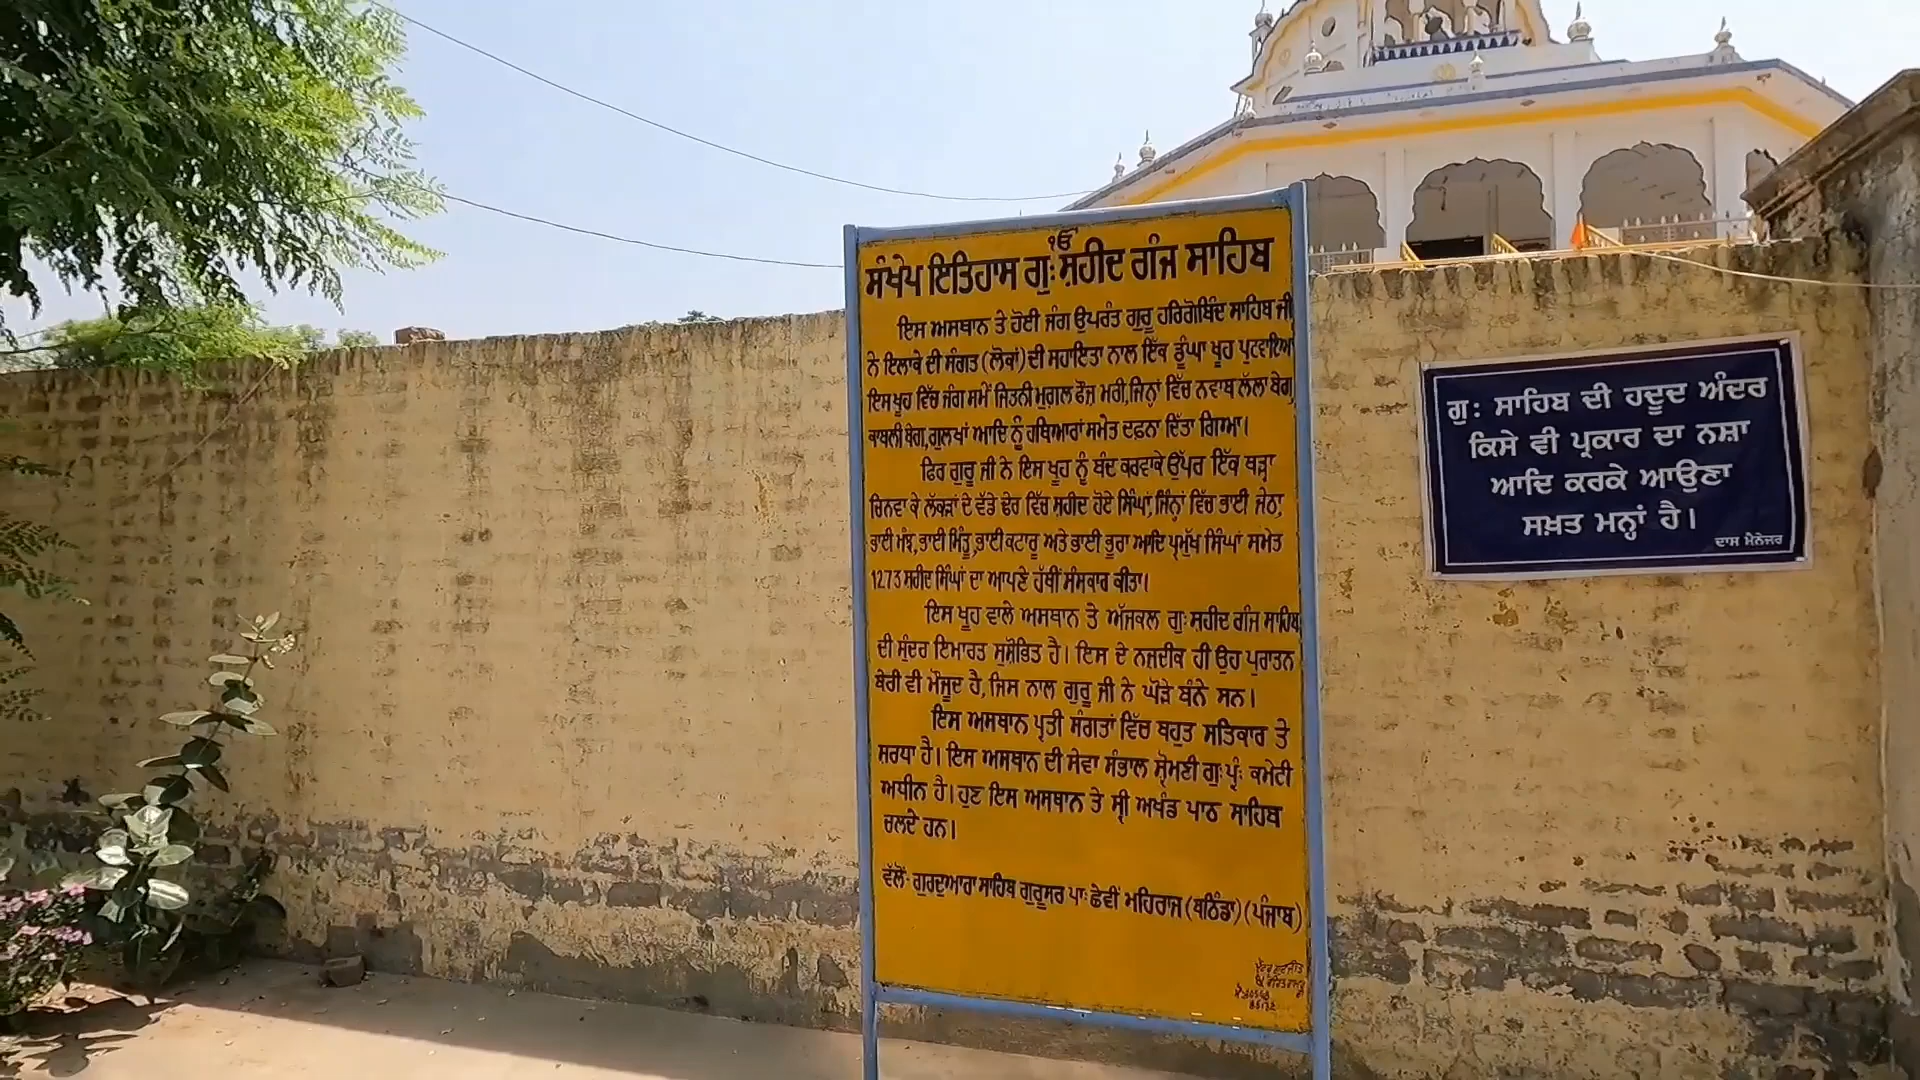 ੴ
ਸੰਖੇਪ ਇਤਿਹਾਸ ਗੁਃ ਸ਼ਹੀਦ ਗੰਜ ਸਾਹਿਬ
ਇਸ ਅਸਥਾਨ ਤੇ ਹੋਈ ਜੰਗ ਉਪਰੰਤ ਗੁਰੂ ਹਰਿਗੋਬਿੰਦ ਸਾਹਿਬ ਜੀ
ਨੇ ਇਲਾਕੇ ਦੀ ਸੰਗਤ (ਲੋਕਾਂ) ਦੀ ਸਹਾਇਤਾ ਨਾਲ ਇੱਕ ਡੂੰਘਾ ਖੂਹ ਪੁਟਵਾਇਆ
ਇਸ ਖੂਹ ਵਿੱਚ ਜੰਗ ਸਮੇਂ ਜਿਤਨੀ ਮੁਗਲ ਫੌਜ਼ ਮਰੀ,ਜਿਨ੍ਹਾਂ ਵਿੱਚ ਨਵਾਬ ਲੱਲਾ ਬੇਗ,
ਕਾਬਲੀ ਬੇਗ,ਗੁਲਖਾਂ ਆਦਿ ਨੂੰ ਹਥਿਆਰਾਂ ਸਮੇਤ ਦਫ਼ਨਾ ਦਿੱਤਾ ਗਿਆ।
ਫਿਰ ਗੁਰੂ ਜੀ ਨੇ ਇਸ ਖੂਹ ਨੂੰ ਬੰਦ ਕਰਵਾਕੇ ਉੱਪਰ ਇੱਕ ਥੜ੍ਹਾ
ਚਿਨਵਾ ਕੇ ਲੱਕੜਾਂ ਦੇ ਵੱਡੇ ਢੇਰ ਵਿੱਚ ਸ਼ਹੀਦ ਹੋਏ ਸਿੰਘਾਂ, ਜਿੰਨ੍ਹਾਂ ਵਿੱਚ ਭਾਈ ਜੇਠਾ,
ਭਾਈ ਮੰਝ,ਭਾਈ ਮਿੱਤੂ,ਭਾਈ ਕਟਾਰੂ ਅਤੇ ਭਾਈ ਭੂਰਾ ਆਦਿ ਪ੍ਰਮੁੱਖ ਸਿੰਘਾਂ ਸਮੇਤ
1273 ਸ਼ਹੀਦ ਸਿੰਘਾਂ ਦਾ ਆਪਣੇ ਹੱਥੀਂ ਸੰਸਕਾਰ ਕੀਤਾ।
ਇਸ ਖੂਹ ਵਾਲੇ ਅਸਥਾਨ ਤੇ ਅੱਜਕਲ ਗੁਃ ਸ਼ਹੀਦ ਗੰਜ ਸਾਹਿਬ
ਦੀ ਸੁੰਦਰ ਇਮਾਰਤ ਸੁਸ਼ੋਭਿਤ ਹੈ। ਇਸ ਦੇ ਨਜਦੀਕ ਹੀ ਉਹ ਪੁਰਾਤਨ
ਬੇਰੀ ਵੀ ਮੌਜੂਦ ਹੈ,ਜਿਸ ਨਾਲ ਗੁਰੂ ਜੀ ਨੇ ਘੋੜੇ ਬੰਨੇ ਸਨ।
ਇਸ ਅਸਥਾਨ ਪ੍ਰਤੀ ਸੰਗਤਾਂ ਵਿੱਚ ਬਹੁਤ ਸਤਿਕਾਰ ਤੇ
ਸ਼ਰਧਾ ਹੈ। ਇਸ ਅਸਥਾਨ ਦੀ ਸੇਵਾ ਸੰਭਾਲ ਸ਼੍ਰੋਮਣੀ ਗੁਃ ਪ੍ਰੰਃ ਕਮੇਟੀ
ਅਧੀਨ ਹੈ। ਹੁਣ ਇਸ ਅਸਥਾਨ ਤੇ ਸ੍ਰੀ ਅਖੰਡ ਪਾਠ ਸਾਹਿਬ
ਚਲਦੇ ਹਨ।
ਵੱਲੋਂ- ਗੁਰਦੁਆਰਾ ਸਾਹਿਬ ਗੁਰੂਸਰ ਪਾਃ ਛੇਵੀਂ ਮਹਿਰਾਜ (ਬਠਿੰਡਾ) (ਪੰਜਾਬ)
ਗੁ: ਸਾਹਿਬ ਦੀ ਹਦੂਦ ਅੰਦਰ
ਕਿਸੇ ਵੀ ਪ੍ਰਕਾਰ ਦਾ ਨਸ਼ਾ
ਆਦਿ ਕਰਕੇ ਆਉਣਾ
ਸਖ਼ਤ ਮਨ੍ਹਾਂ ਹੈ।
ਦਾਸ ਮੈਨੇਜਰ